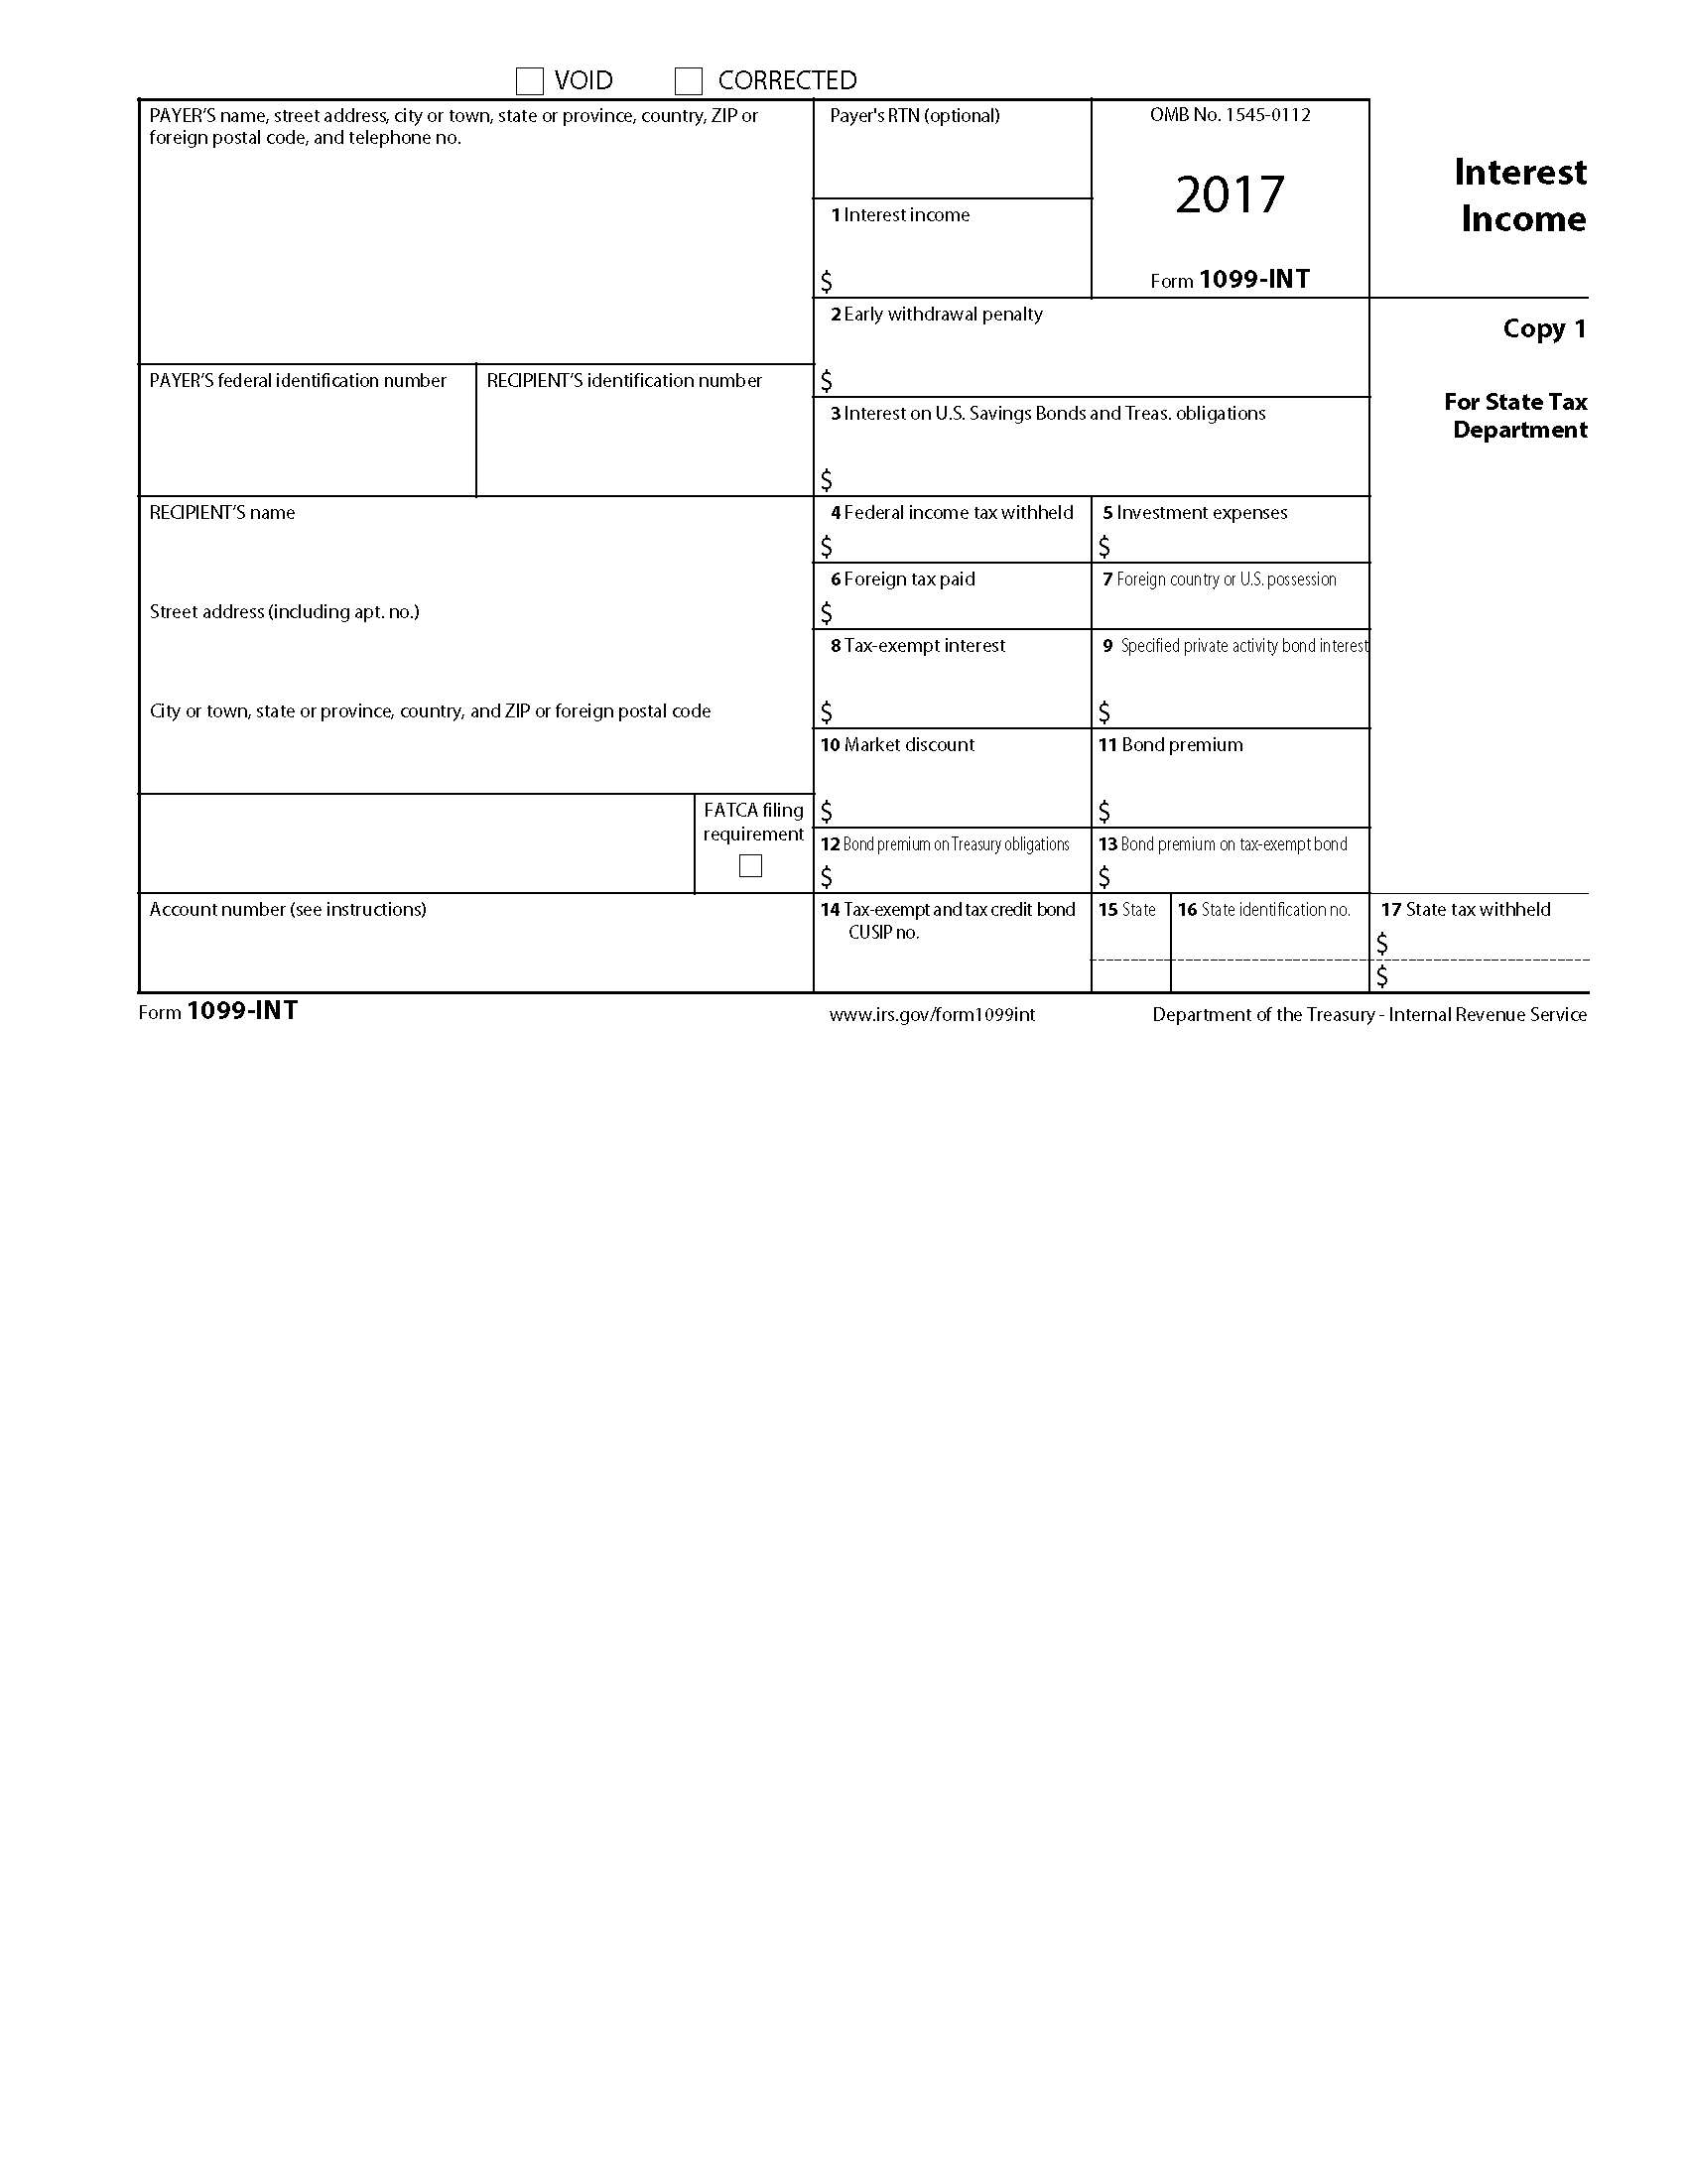 VOID CORRECTED
PAYER'S name, street address, city or town, state or province, country, ZIP or
foreign postal code, and telephone no.
Payer's RTN (optional)
OMB No. 1545-0112
2017
Form 1099-INT
Interest
Income
1 Interest income
$
2 Early withdrawal penalty
$
Copy 1
For State Tax
Department
PAYER'S federal identification number
RECIPIENT'S identification number
3 Interest on U.S. Savings Bonds and Treas. obligations
$
RECIPIENT'S name
4 Federal income tax withheld
$
5 Investment expenses
$
Street address (including apt. no.)
6 Foreign tax paid
$
7 Foreign country or U.S. possession
8 Tax-exempt interest
$
9 Specified private activity bond interest
$
City or town, state or province, country, and ZIP or foreign postal code
10 Market discount
$
11 Bond premium
$
FATCA filing
requirement
12 Bond premium on Treasury obligations
$
13 Bond premium on tax-exempt bond
$
Account number (see instructions)
14 Tax-exempt and tax credit bond
CUSIP no.
15 State
16 State identification no.
17 State tax withheld
$
$
Form 1099-INT
www.irs.gov/form1099int
Department of the Treasury - Internal Revenue Service